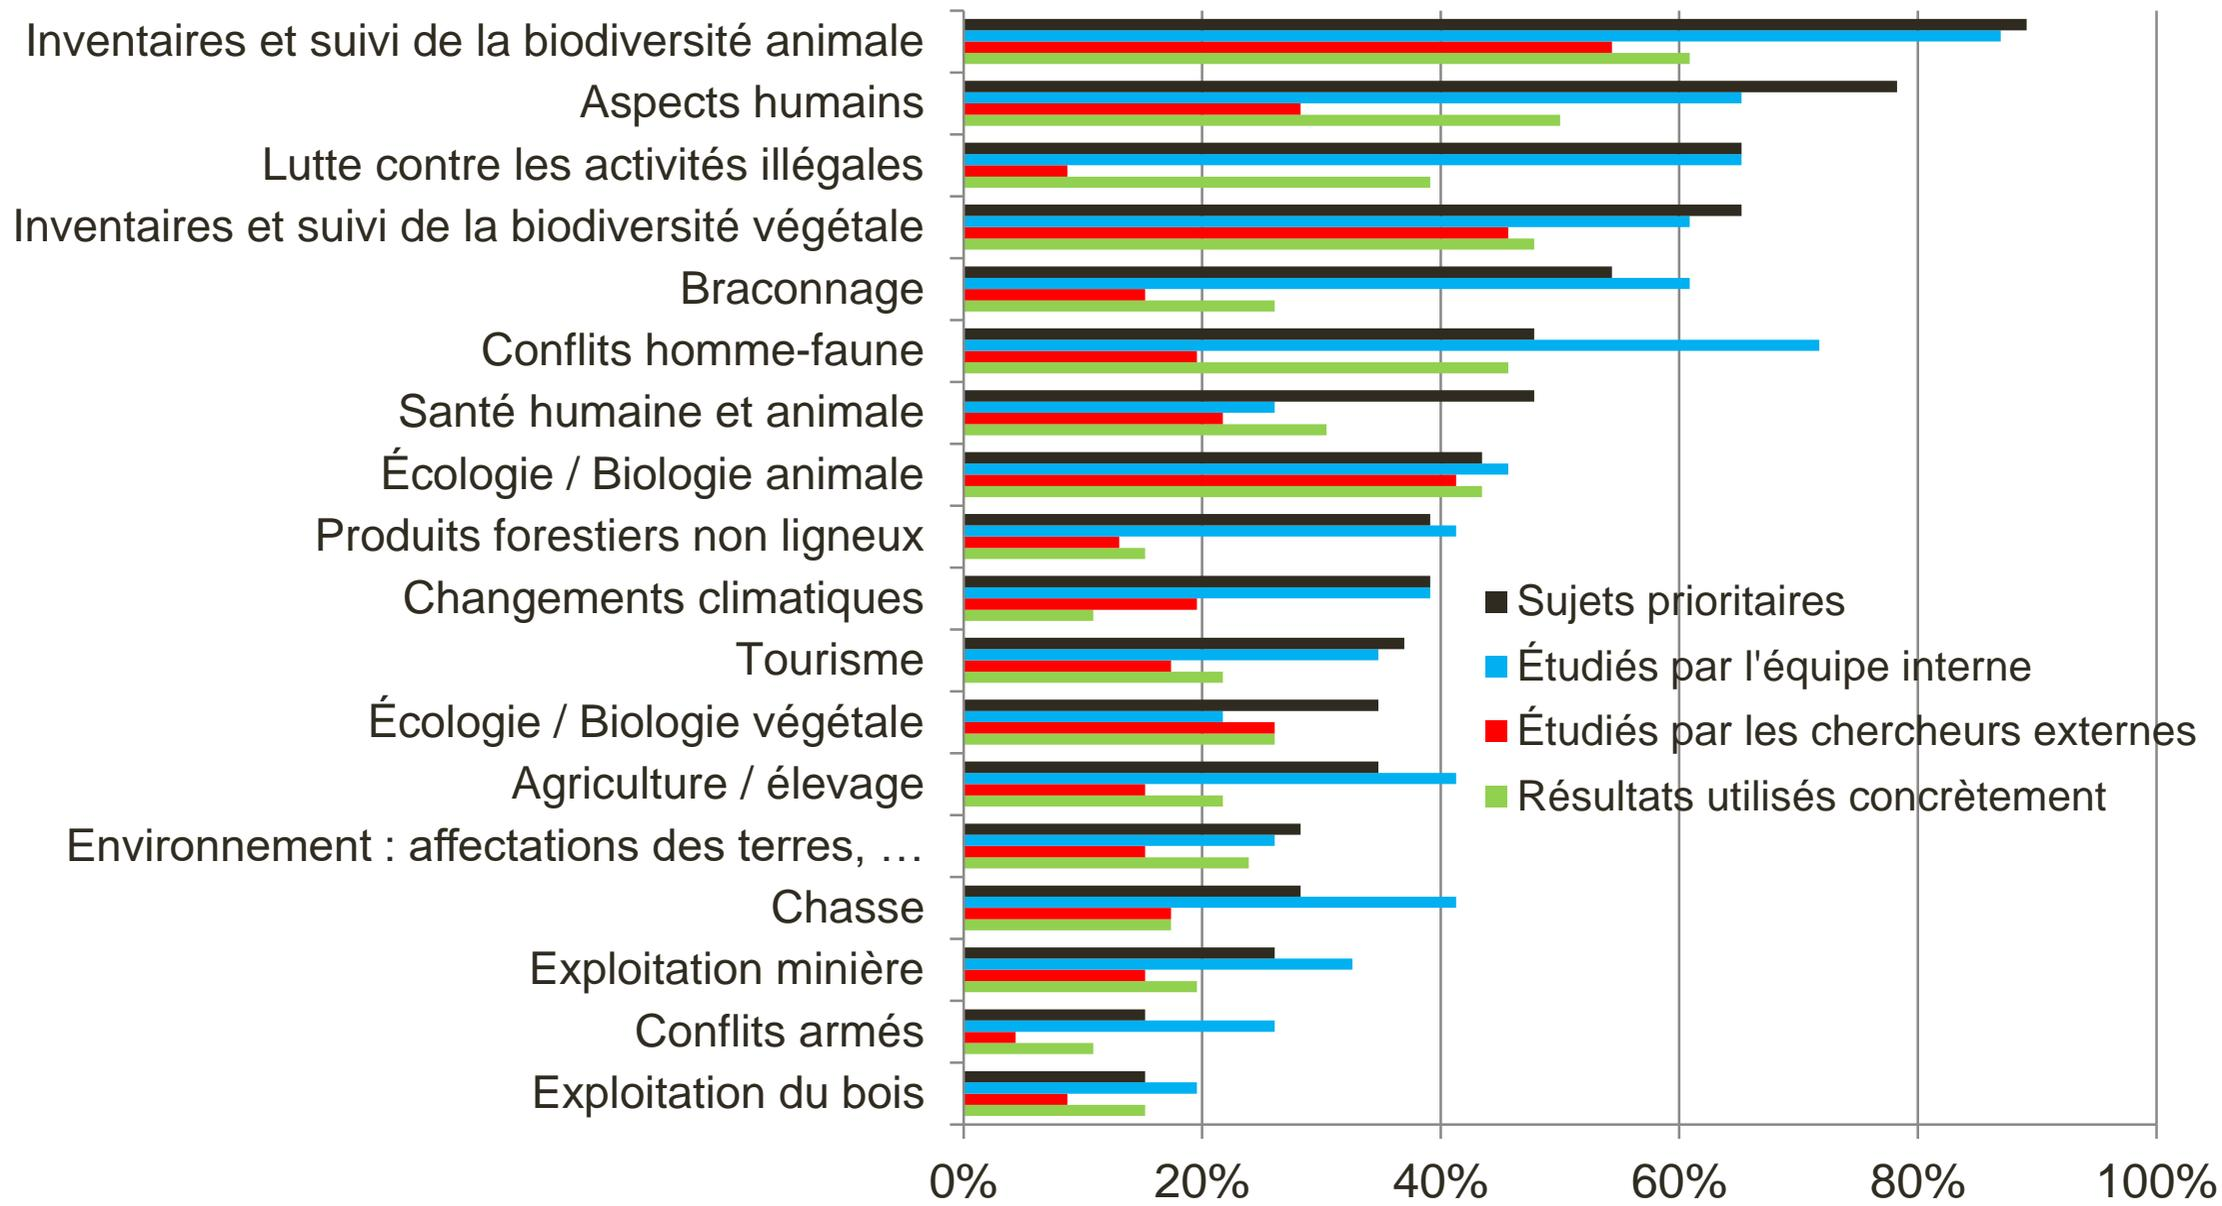 Inventaires et suivi de la biodiversité animale
Aspects humains
Lutte contre les activités illégales
Inventaires et suivi de la biodiversité végétale
Braconnage
Conflits homme-faune
Santé humaine et animale
Écologie / Biologie animale
Produits forestiers non ligneux
Changements climatiques
Tourisme
Écologie / Biologie végétale
Agriculture / élevage
Environnement : affectations des terres, …
Chasse
Exploitation minière
Conflits armés
Exploitation du bois
Sujets prioritaires
Étudiés par l'équipe interne
Étudiés par les chercheurs externes
Résultats utilisés concrètement
0% 20% 40% 60% 80% 100%